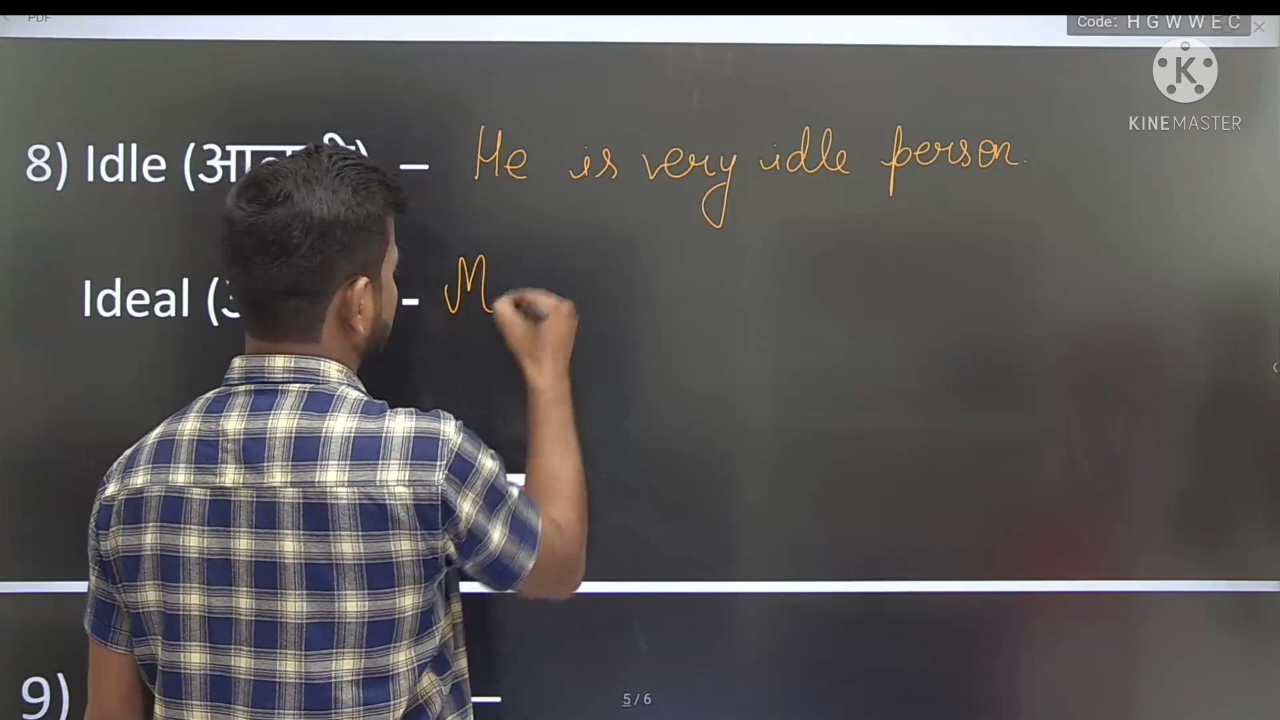 PDF
Code: H G W W E C
K
KINEMASTER
8) Idle ( – He is very idle person.
Ideal ( - M
9) –
5/6